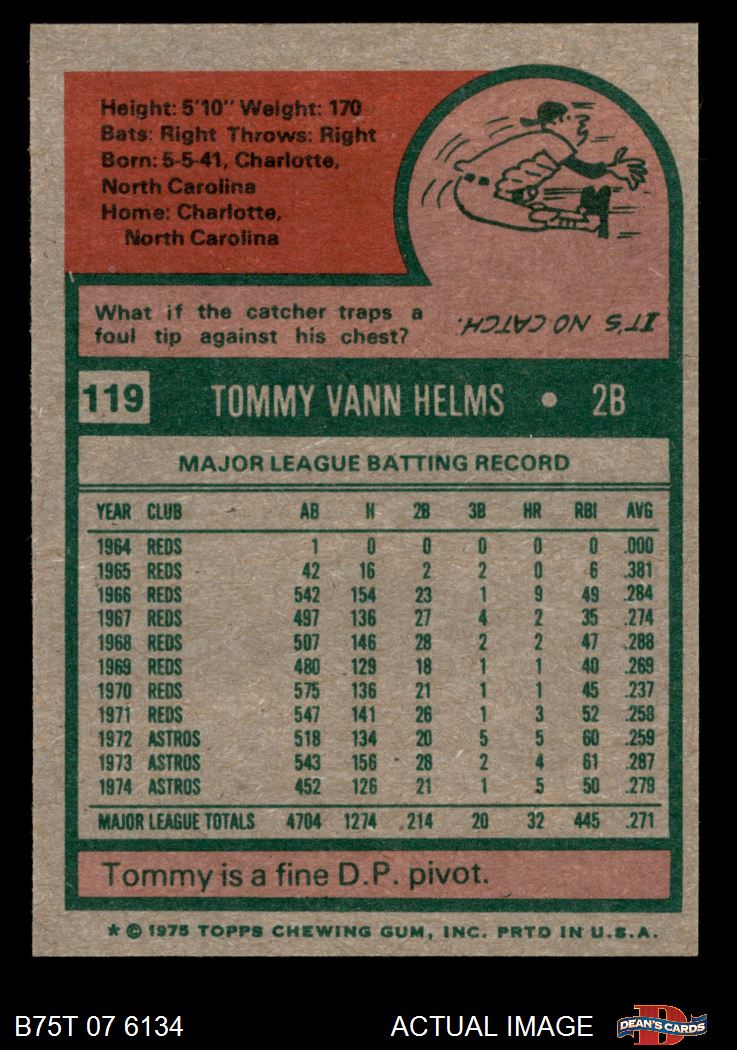 Height: 5'10" Weight: 170
Bats: Right Throws: Right
Born: 5-5-41, Charlotte,
North Carolina
Home: Charlotte,
North Carolina
What if the catcher traps a
foul tip against his chest?
IT'S NO CATCH.
119 TOMMY VANN HELMS • 2B
MAJOR LEAGUE BATTING RECORD
YEAR CLUB AB H 2B 3B HR RBI AVG
1964 REDS 1 0 0 0 0 0 .000
1965 REDS 42 16 2 2 0 6 .381
1966 REDS 542 154 23 1 9 49 .284
1967 REDS 497 136 27 4 2 35 .274
1968 REDS 507 146 28 2 2 47 .288
1969 REDS 480 129 18 1 1 40 .269
1970 REDS 575 136 21 1 1 45 .237
1971 REDS 547 141 26 1 3 52 .258
1972 ASTROS 518 134 20 5 5 60 .259
1973 ASTROS 543 156 28 2 4 61 .287
1974 ASTROS 452 126 21 1 5 50 .279
MAJOR LEAGUE TOTALS 4704 1274 214 20 32 445 .271
Tommy is a fine D.P. pivot.
* © 1975 TOPPS CHEWING GUM, INC. PRTD IN U.S.A.
B75T 07 6134 ACTUAL IMAGE D DEAN'S CARDS